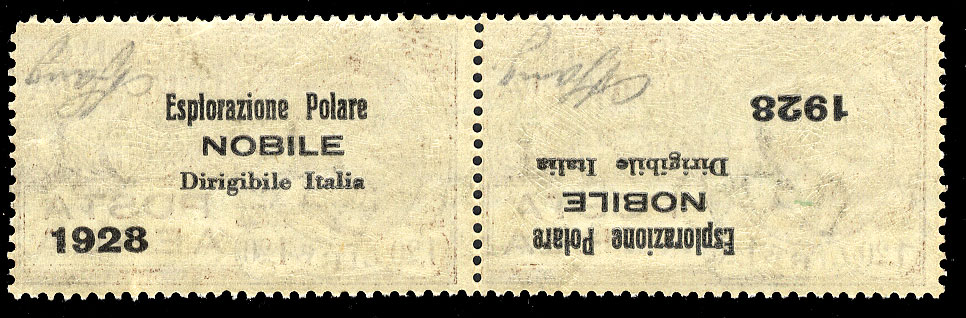 Esplorazione Polare
NOBILE
Dirigibile Italia
1928
Esplorazione Polare
NOBILE
Dirigibile Italia
1928